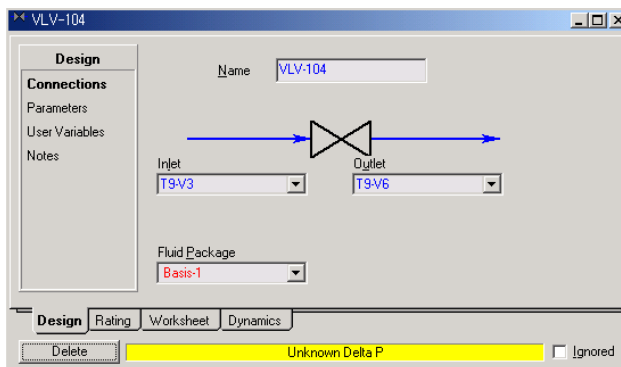 VLV-104
Design
Connections
Parameters
User Variables
Notes
Name VLV-104
Inlet Outlet
T9-V3 T9-V6
Fluid Package
Basis-1
Design Rating Worksheet Dynamics
Delete Unknown Delta P Ignored